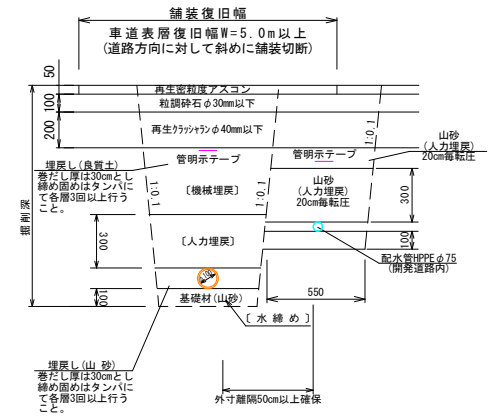 舗装復旧幅
車道表層復旧幅W=5.0m以上
(道路方向に対して斜めに舗装切断)
50
100
200
再生密粒度アスコン
粒調砕石φ30mm以下
再生クラッシャランφ40mm以下
1:0.1
山砂
(人力埋戻)
20cm毎転圧
管明示テープ
管明示テープ
埋戻し(良質土)
巻だし厚は30cmとし
締め固めはタンパに
て各層3回以上行う
こと。
1:0.1
〔機械埋戻〕
1:0.1
山砂
(人力埋戻)
20cm毎転圧
300
掘削深
300
〔人力埋戻〕
100
配水管HPPEφ75
(開発道路内)
100
基礎材(山砂)
550
〔水締め〕
埋戻し(山砂)
巻だし厚は30cmとし
締め固めはタンパに
て各層3回以上行う
こと。
外寸離隔50cm以上確保